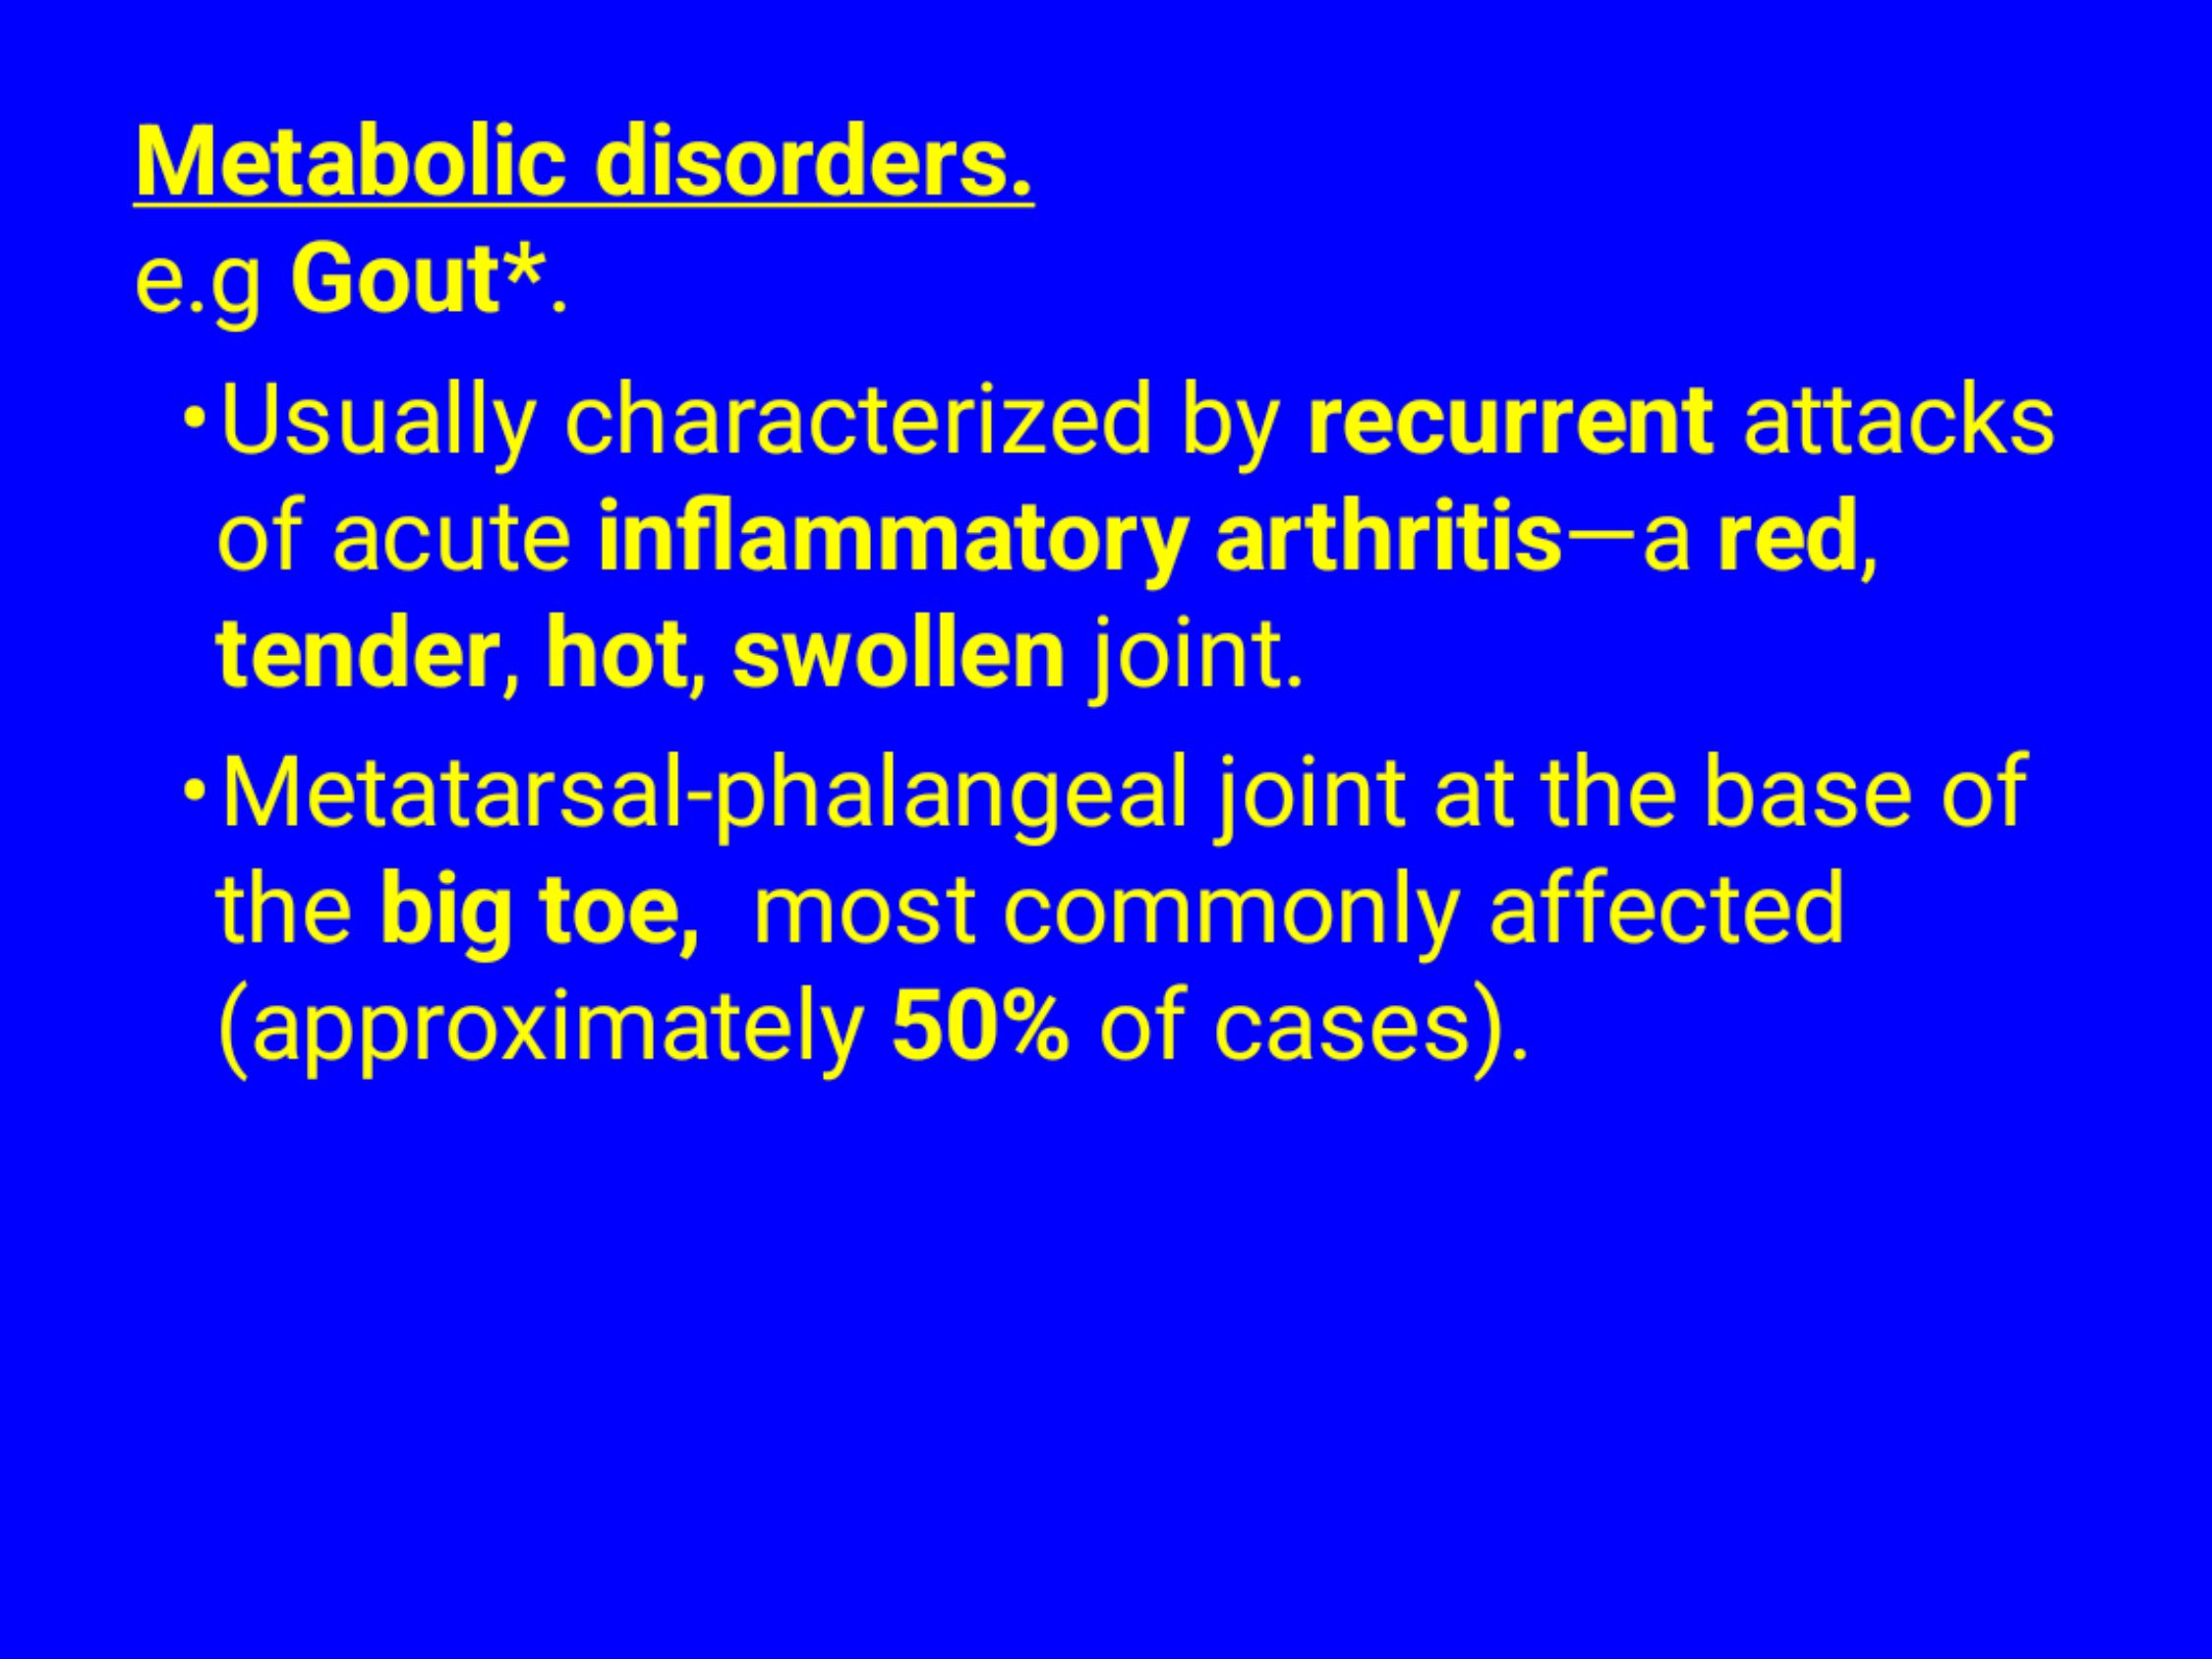 Metabolic disorders.
e.g Gout*.
•Usually characterized by recurrent attacks
of acute inflammatory arthritis—a red,
tender, hot, swollen joint.
•Metatarsal-phalangeal joint at the base of
the big toe,  most commonly affected
(approximately 50% of cases).